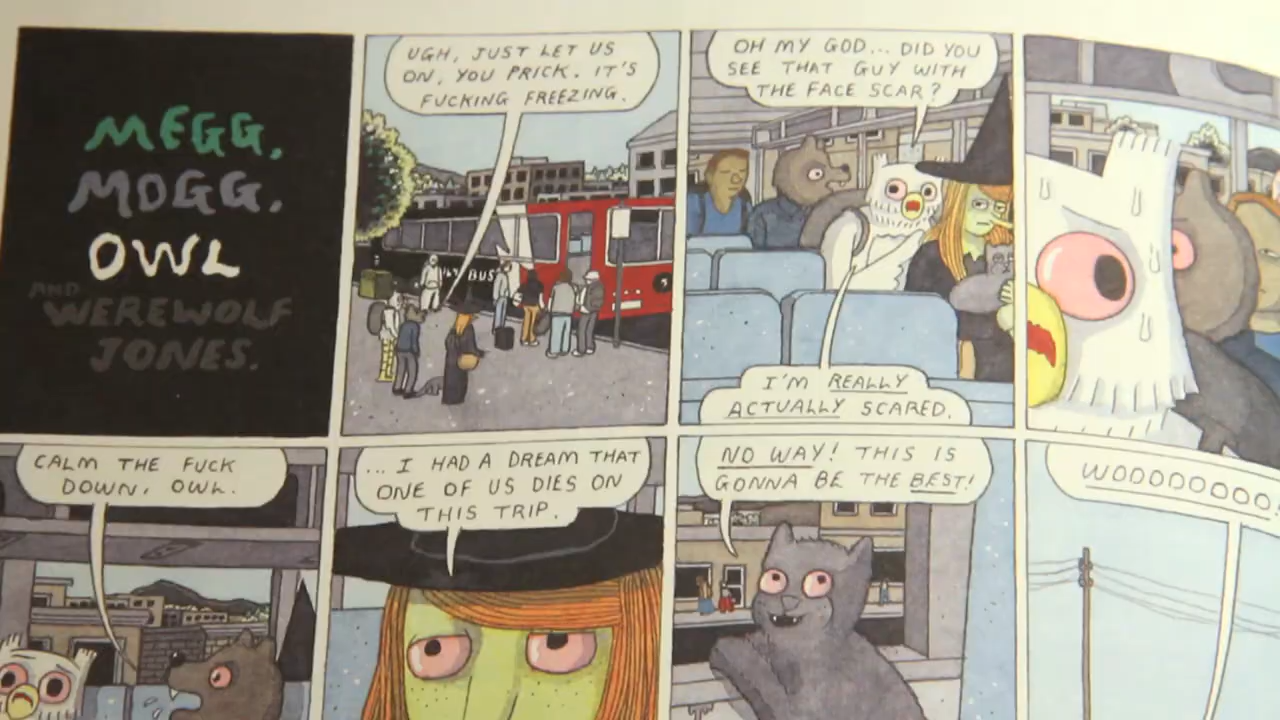 MEGG,
MOGG,
OWL
AND
WEREWOLF
JONES.
UGH, JUST LET US
ON, YOU PRICK. IT'S
FUCKING FREEZING.
BUS
OH MY GOD... DID YOU
SEE THAT GUY WITH
THE FACE SCAR?
I'M REALLY
ACTUALLY SCARED.
CALM THE FUCK
DOWN, OWL.
...I HAD A DREAM THAT
ONE OF US DIES ON
THIS TRIP.
NO WAY! THIS IS
GONNA BE THE BEST!
WOOOOOOOO